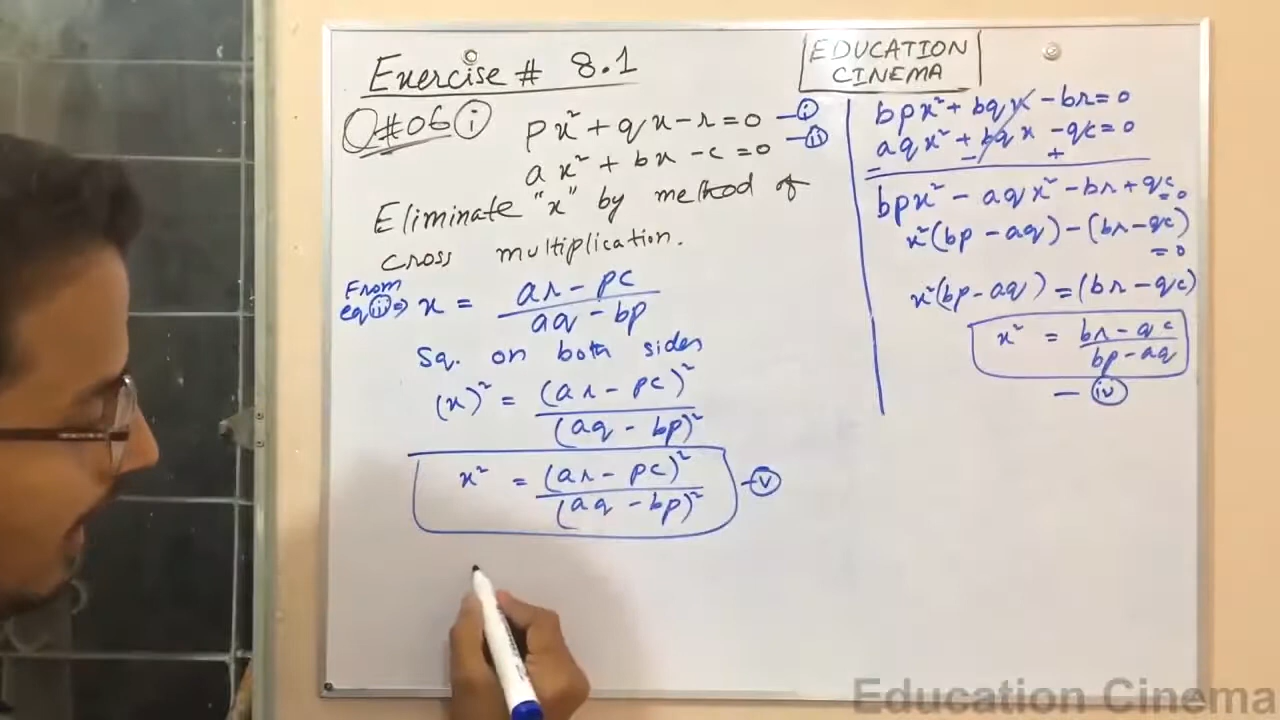 Exercise # 8.1
Q#06 (i) px² + qx - r = 0 - (i)
ax² + bx - c = 0 - (ii)
Eliminate "x" by method of
cross multiplication.
From
eq (iii) ⇒ x = ar - pc / aq - bp
Sq. on both sides
(x)² = (ar - pc)² / (aq - bp)²
x² = (ar - pc)² / (aq - bp)² - (v)
EDUCATION
CINEMA
bpx² + bqx - br = 0
aqx² + bqx - qc = 0
- - +
bpx² - aqx² - br + qc = 0
x²(bp - aq) - (br - qc)
= 0
x²(bp - aq) = (br - qc)
x² = br - qc / bp - aq
- (iv)
Education Cinema